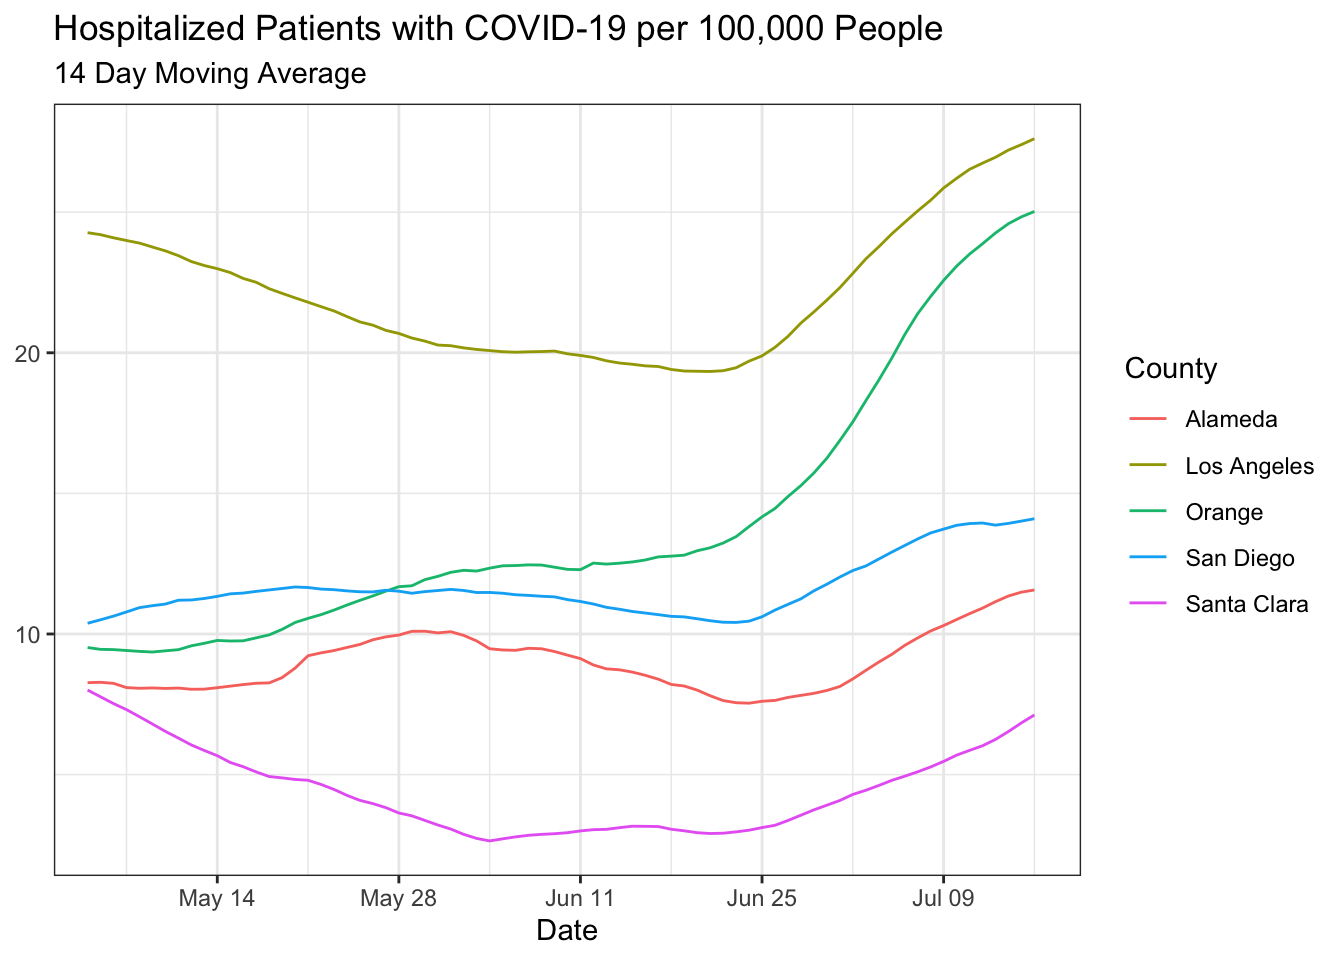 Hospitalized Patients with COVID-19 per 100,000 People
14 Day Moving Average
20
10
May 14
May 28
Jun 11
Jun 25
Jul 09
Date
County
Alameda
Los Angeles
Orange
San Diego
Santa Clara